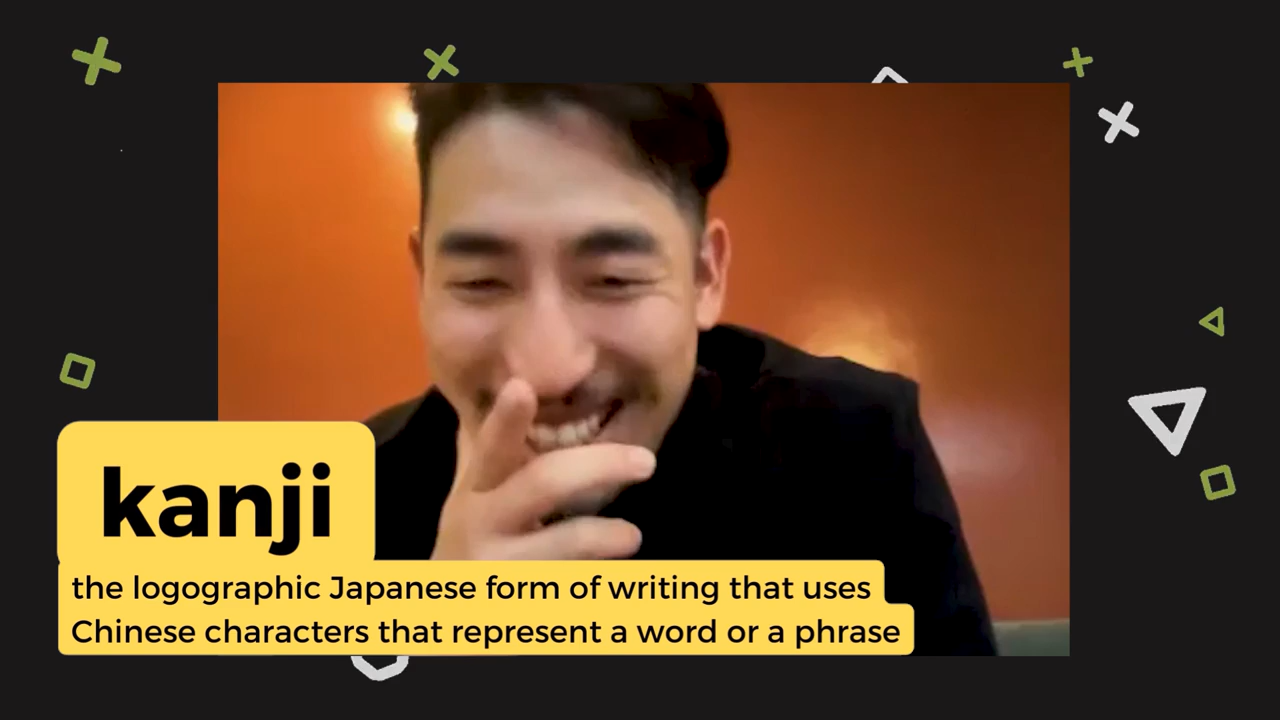 kanji
the logographic Japanese form of writing that uses
Chinese characters that represent a word or a phrase